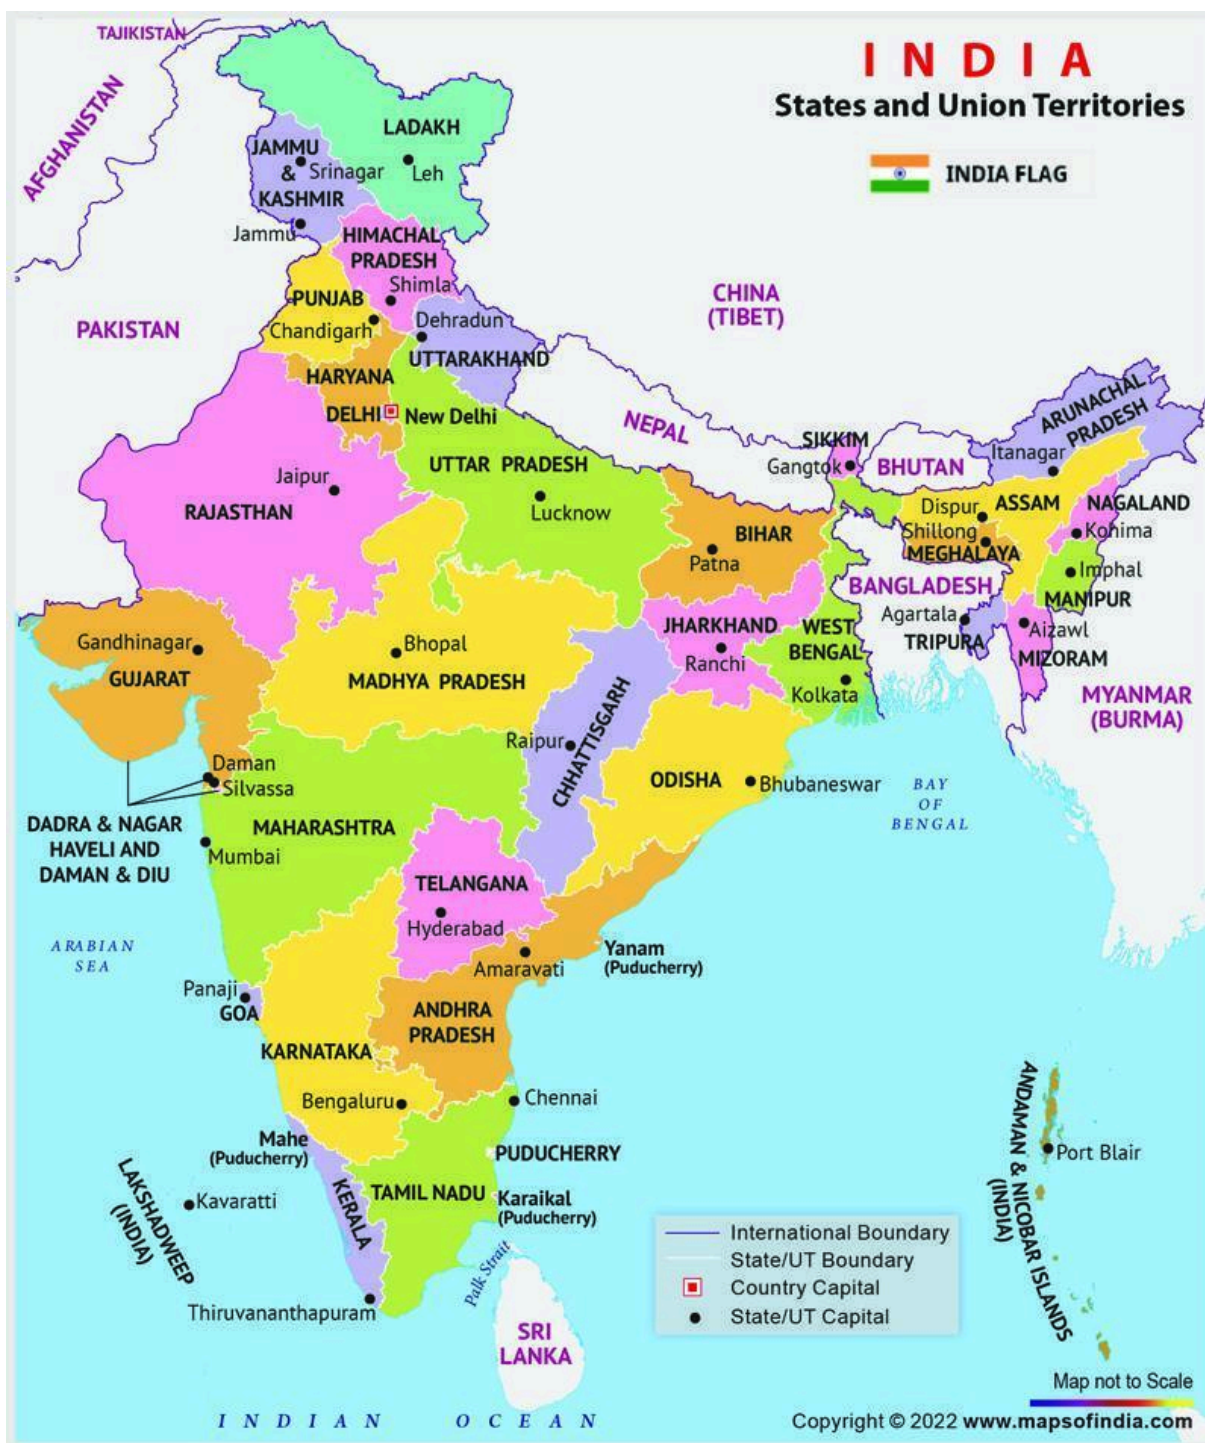 TAJIKISTAN
AFGHANISTAN
INDIA
States and Union Territories
INDIA FLAG
LADAKH
Leh
JAMMU
&
KASHMIR
Srinagar
Jammu
HIMACHAL
PRADESH
Shimla
PUNJAB
Chandigarh
Dehradun
UTTARAKHAND
CHINA
(TIBET)
PAKISTAN
HARYANA
DELHI
New Delhi
NEPAL
UTTAR PRADESH
Lucknow
SIKKIM
Gangtok
BHUTAN
ARUNACHAL
PRADESH
Itanagar
Jaipur
RAJASTHAN
BIHAR
Patna
Dispur
ASSAM
NAGALAND
Shillong
Kohima
MEGHALAYA
BANGLADESH
Imphal
MANIPUR
Agartala
TRIPURA
Aizawl
MIZORAM
MYANMAR
(BURMA)
Gandhinagar
GUJARAT
Bhopal
MADHYA PRADESH
JHARKHAND
Ranchi
WEST
BENGAL
Kolkata
Raipur
CHHATTISGARH
ODISHA
Bhubaneswar
BAY
OF
BENGAL
Daman
Silvassa
DADRA & NAGAR
HAVELI AND
DAMAN & DIU
MAHARASHTRA
Mumbai
TELANGANA
Hyderabad
ARABIAN
SEA
Amaravati
Yanam
(Puducherry)
Panaji
GOA
ANDHRA
PRADESH
KARNATAKA
Bengaluru
Chennai
Mahe
(Puducherry)
PUDUCHERRY
LAKSHADWEEP
(INDIA)
Kavaratti
KERALA
TAMIL NADU
Karaikal
(Puducherry)
Palk Strait
Thiruvananthapuram
SRI
LANKA
ANDAMAN & NICOBAR ISLANDS
(INDIA)
Port Blair
International Boundary
State/UT Boundary
Country Capital
State/UT Capital
INDIAN OCEAN
Map not to Scale
Copyright © 2022 www.mapsofindia.com